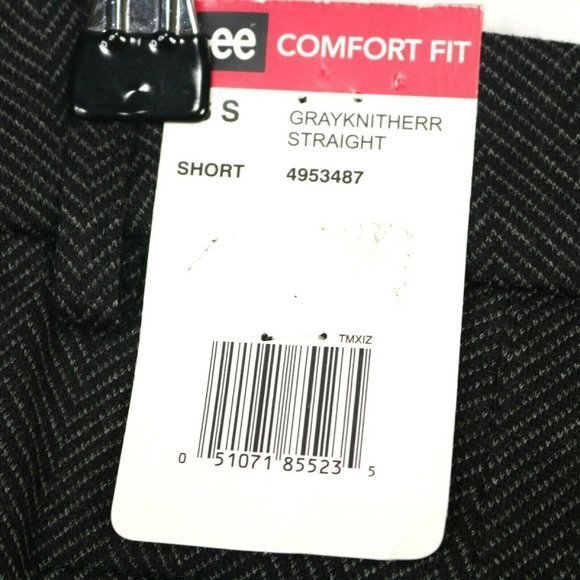 ee COMFORT FIT
S GRAYKNITHERR
STRAIGHT
SHORT 4953487
TMXIZ
0 51071 85523 5